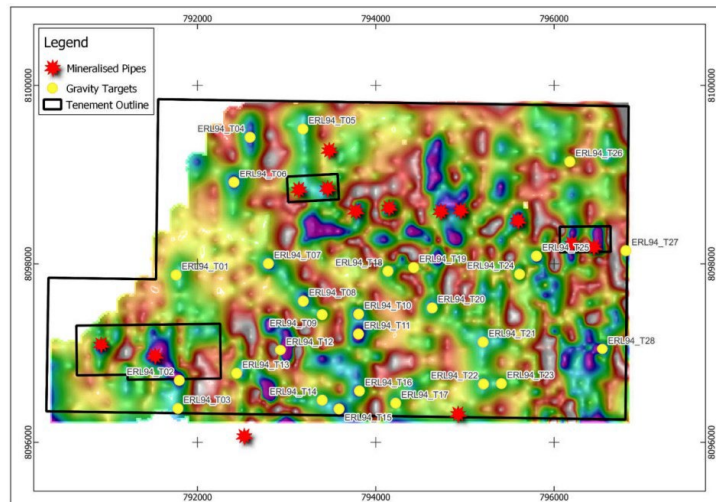 792000
794000
796000
8100000
8100000
Legend
Mineralised Pipes
Gravity Targets
Tenement Outline
ERL94_T05
ERL94_T04
ERL94_T26
ERL94_T06
ERL94_T25
ERL94_T27
8098000
8098000
ERL94_T07
ERL94_T18
ERL94_T19
ERL94_T24
ERL94_T01
ERL94_T08
ERL94_T20
ERL94_T09
ERL94_T10
ERL94_T11
ERL94_T21
ERL94_T12
ERL94_T28
ERL94_T13
ERL94_T02
ERL94_T16
ERL94_T22
ERL94_T23
ERL94_T14
ERL94_T17
ERL94_T03
ERL94_T15
8096000
8096000
792000
794000
796000